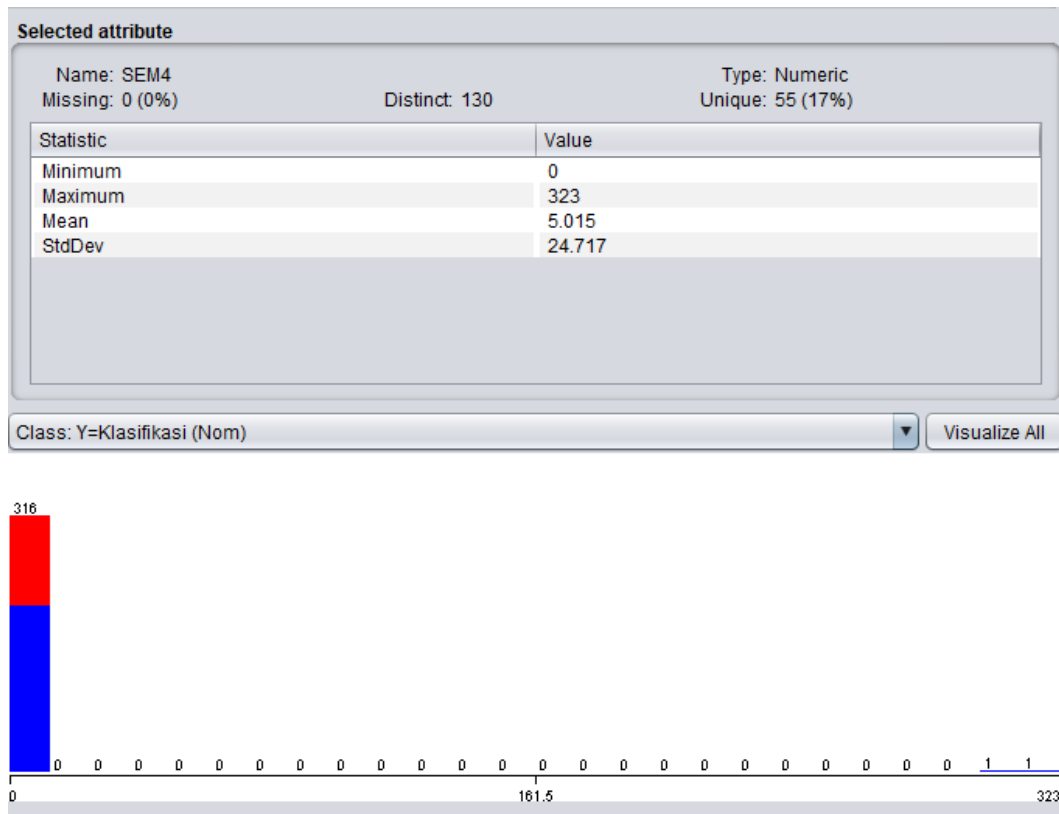 Selected attribute
Name: SEM4 Type: Numeric
Missing: 0 (0%) Distinct: 130 Unique: 55 (17%)
Statistic Value
Minimum 0
Maximum 323
Mean 5.015
StdDev 24.717
Class: Y=Klasifikasi (Nom) Visualize All
316
0 0 0 0 0 0 0 0 0 0 0 0 0 0 0 0 0 0 0 0 0 0 0 1 1
0 161.5 323